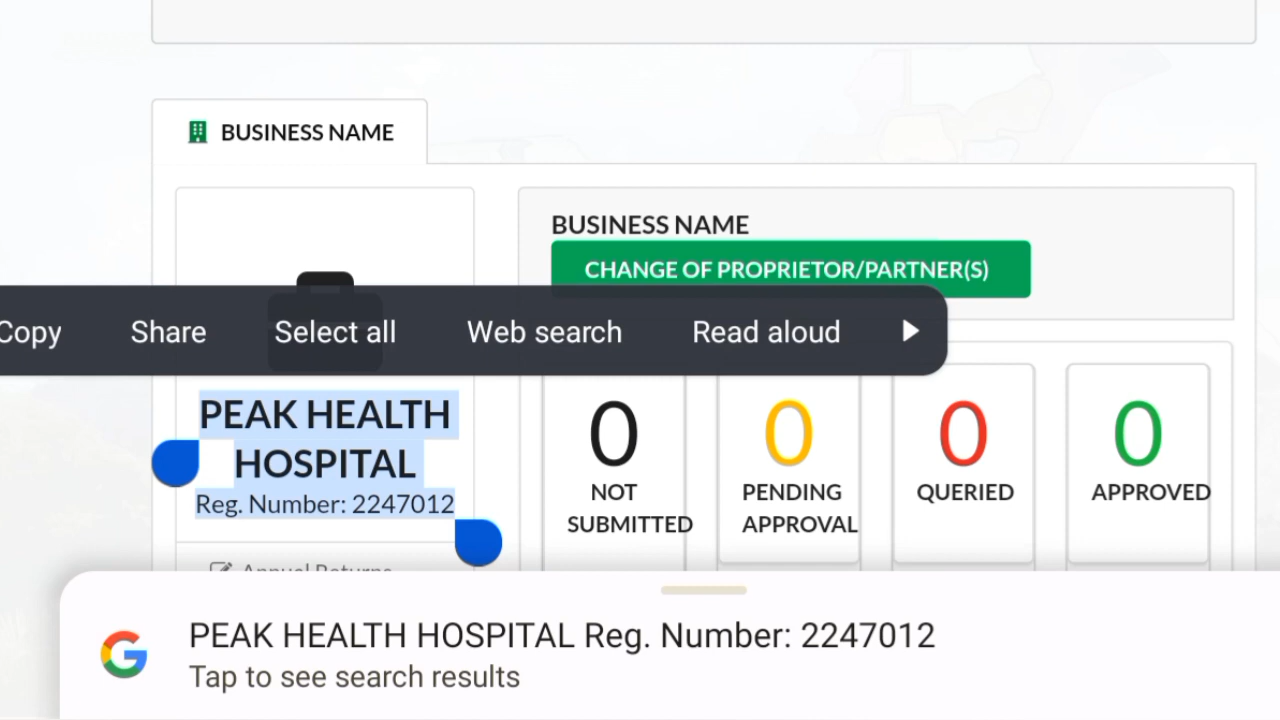 BUSINESS NAME
BUSINESS NAME
CHANGE OF PROPRIETOR/PARTNER(S)
Copy Share Select all Web search Read aloud
PEAK HEALTH
HOSPITAL
Reg. Number: 2247012
Annual Returns
0
NOT
SUBMITTED
0
PENDING
APPROVAL
0
QUERIED
0
APPROVED
PEAK HEALTH HOSPITAL Reg. Number: 2247012
Tap to see search results